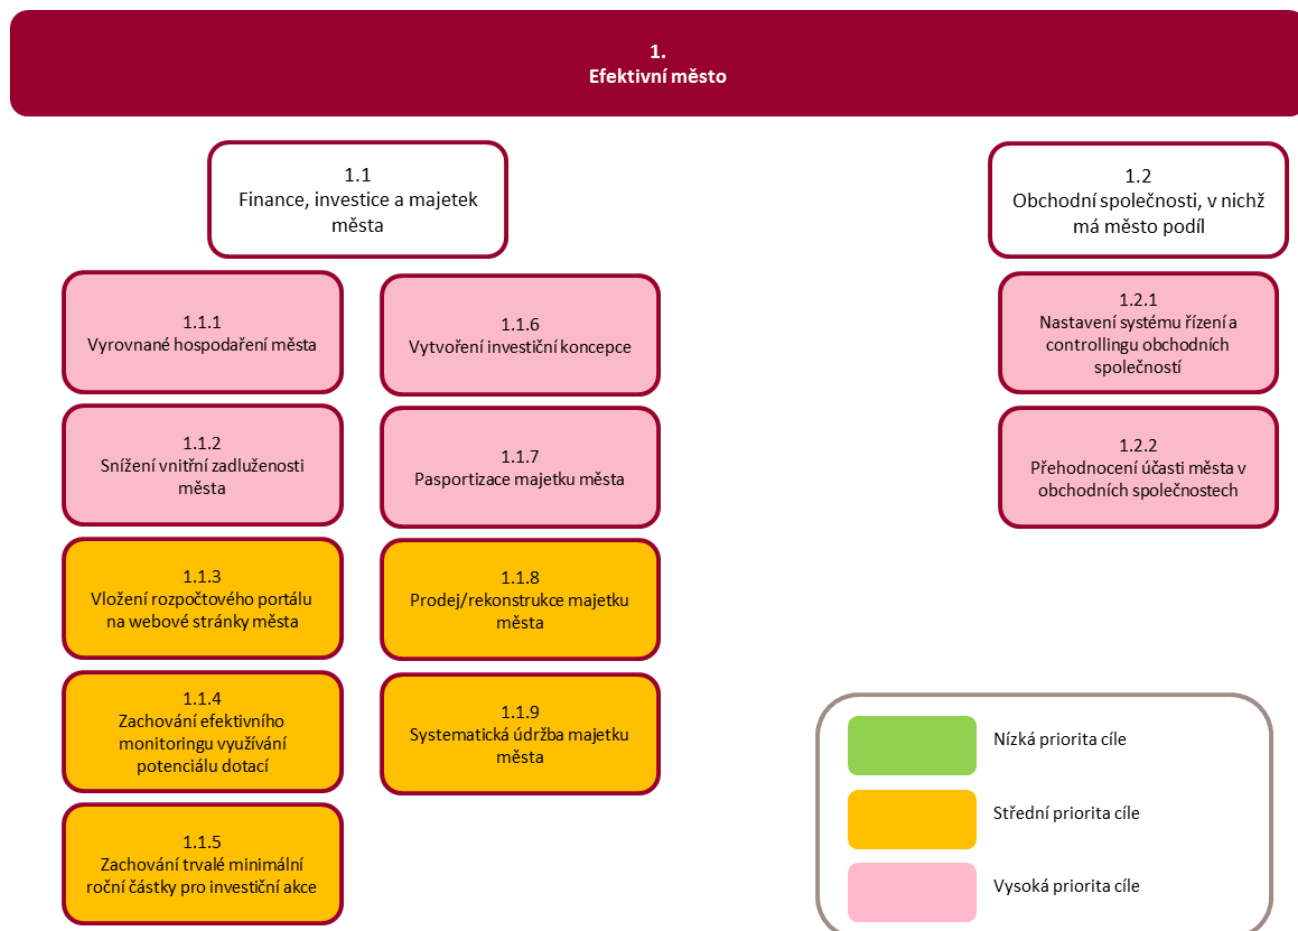 1.
Efektivní město
1.1
Finance, investice a majetek
města
1.2
Obchodní společnosti, v nichž
má město podíl
1.1.1
Vyrovnané hospodaření města
1.1.2
Snížení vnitřní zadluženosti
města
1.1.3
Vložení rozpočtového portálu
na webové stránky města
1.1.4
Zachování efektivního
monitoringu využívání
potenciálu dotací
1.1.5
Zachování trvalé minimální
roční částky pro investiční akce
1.1.6
Vytvoření investiční koncepce
1.1.7
Pasportizace majetku města
1.1.8
Prodej/rekonstrukce majetku
města
1.1.9
Systematická údržba majetku
města
1.2.1
Nastavení systému řízení a
controllingu obchodních
společností
1.2.2
Přehodnocení účasti města v
obchodních společnostech
Nízká priorita cíle
Střední priorita cíle
Vysoká priorita cíle